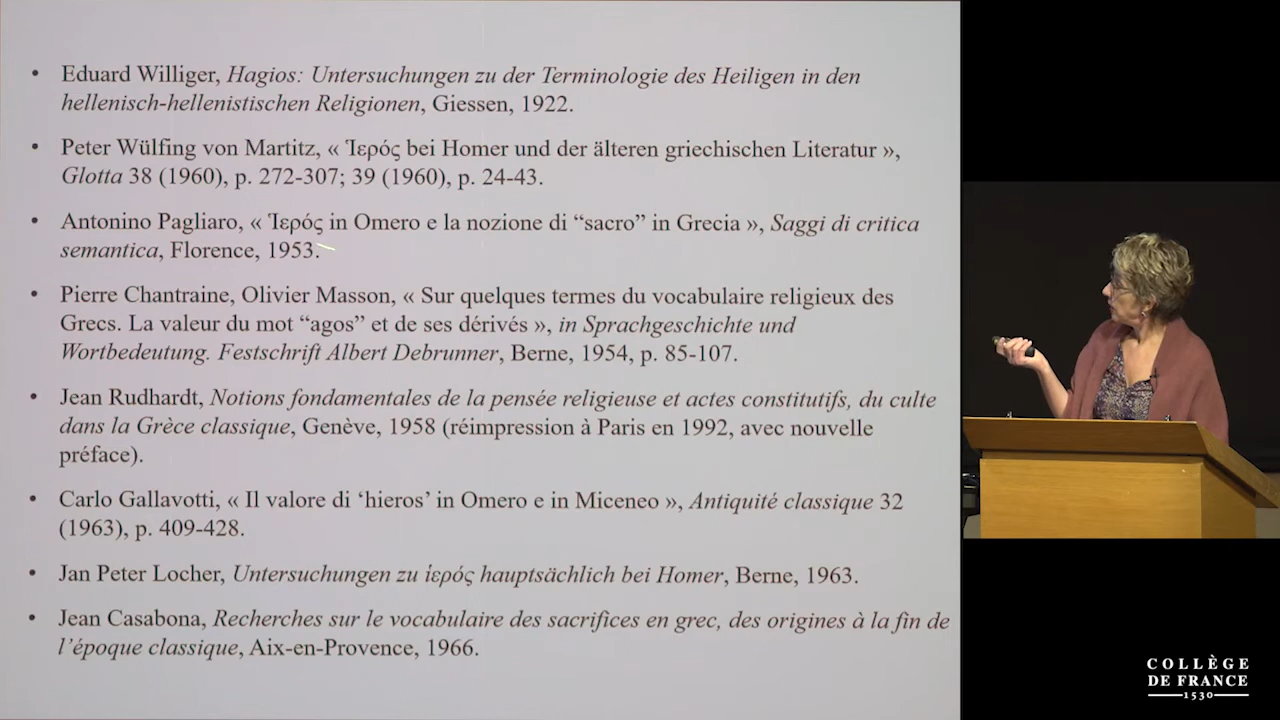 • Eduard Williger, Hagios: Untersuchungen zu der Terminologie des Heiligen in den
hellenisch-hellenistischen Religionen, Giessen, 1922.
• Peter Wülfing von Martitz, « Ἱερός bei Homer und der älteren griechischen Literatur »,
Glotta 38 (1960), p. 272-307; 39 (1960), p. 24-43.
• Antonino Pagliaro, « Ἱερός in Omero e la nozione di “sacro” in Grecia », Saggi di critica
semantica, Florence, 1953.
• Pierre Chantraine, Olivier Masson, « Sur quelques termes du vocabulaire religieux des
Grecs. La valeur du mot “agos” et de ses dérivés », in Sprachgeschichte und
Wortbedeutung. Festschrift Albert Debrunner, Berne, 1954, p. 85-107.
• Jean Rudhardt, Notions fondamentales de la pensée religieuse et actes constitutifs, du culte
dans la Grèce classique, Genève, 1958 (réimpression à Paris en 1992, avec nouvelle
préface).
• Carlo Gallavotti, « Il valore di ‘hieros’ in Omero e in Miceneo », Antiquité classique 32
(1963), p. 409-428.
• Jan Peter Locher, Untersuchungen zu ἱερός hauptsächlich bei Homer, Berne, 1963.
• Jean Casabona, Recherches sur le vocabulaire des sacrifices en grec, des origines à la fin de
l’époque classique, Aix-en-Provence, 1966.
COLLÈGE
DE FRANCE
1530